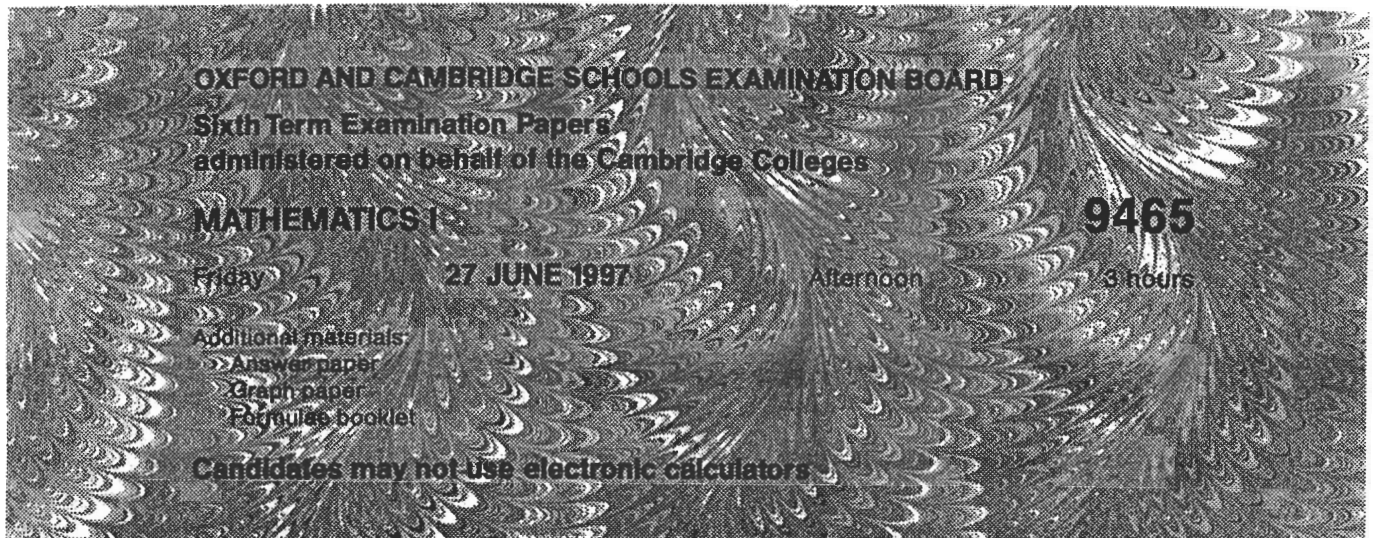 OXFORD AND CAMBRIDGE SCHOOLS EXAMINATION BOARD
Sixth Term Examination Papers
administered on behalf of the Cambridge Colleges
MATHEMATICS I 9465
Friday 27 JUNE 1997 Afternoon 3 hours
Additional materials:
Answer paper
Graph paper
Formulae booklet
Candidates may not use electronic calculators